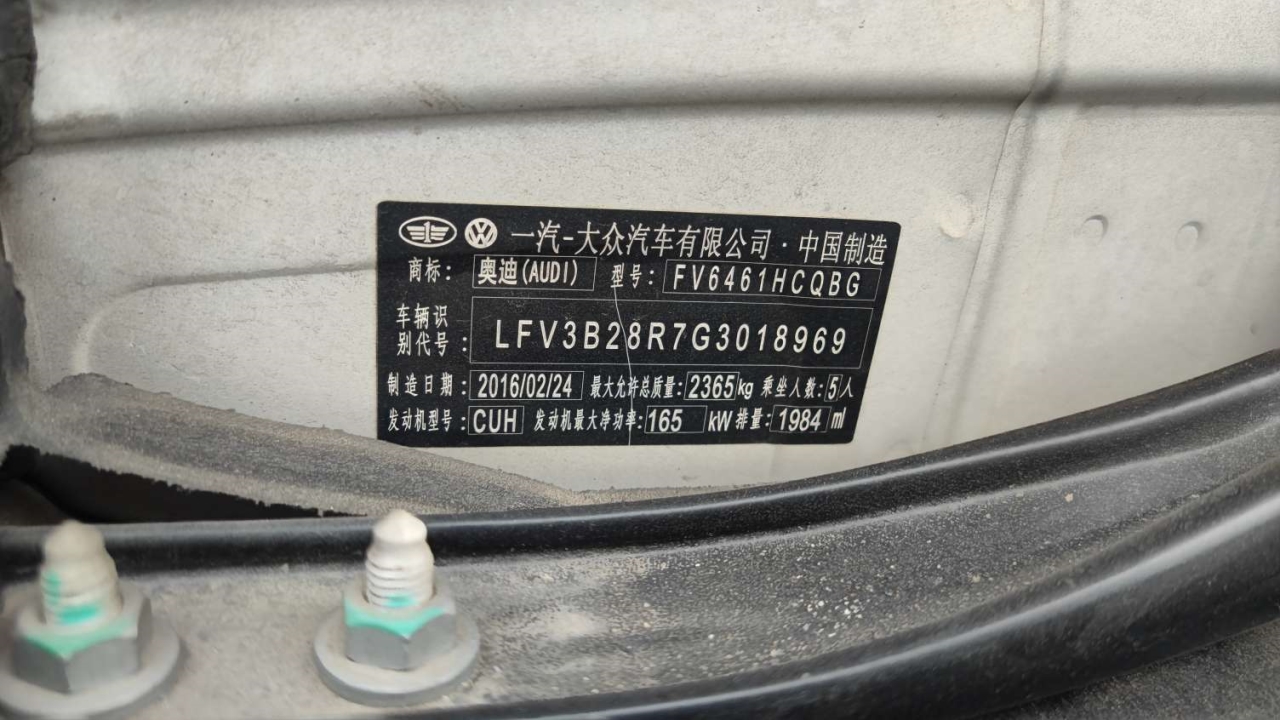 一汽-大众汽车有限公司·中国制造
商标: 奥迪(AUDI) 型号: FV6461HCQBG
车辆识
别代号: LFV3B28R7G3018969
制造日期: 2016/02/24 最大允许总质量: 2365kg 乘坐人数: 5人
发动机型号: CUH 发动机最大净功率: 165 kW 排量: 1984 ml